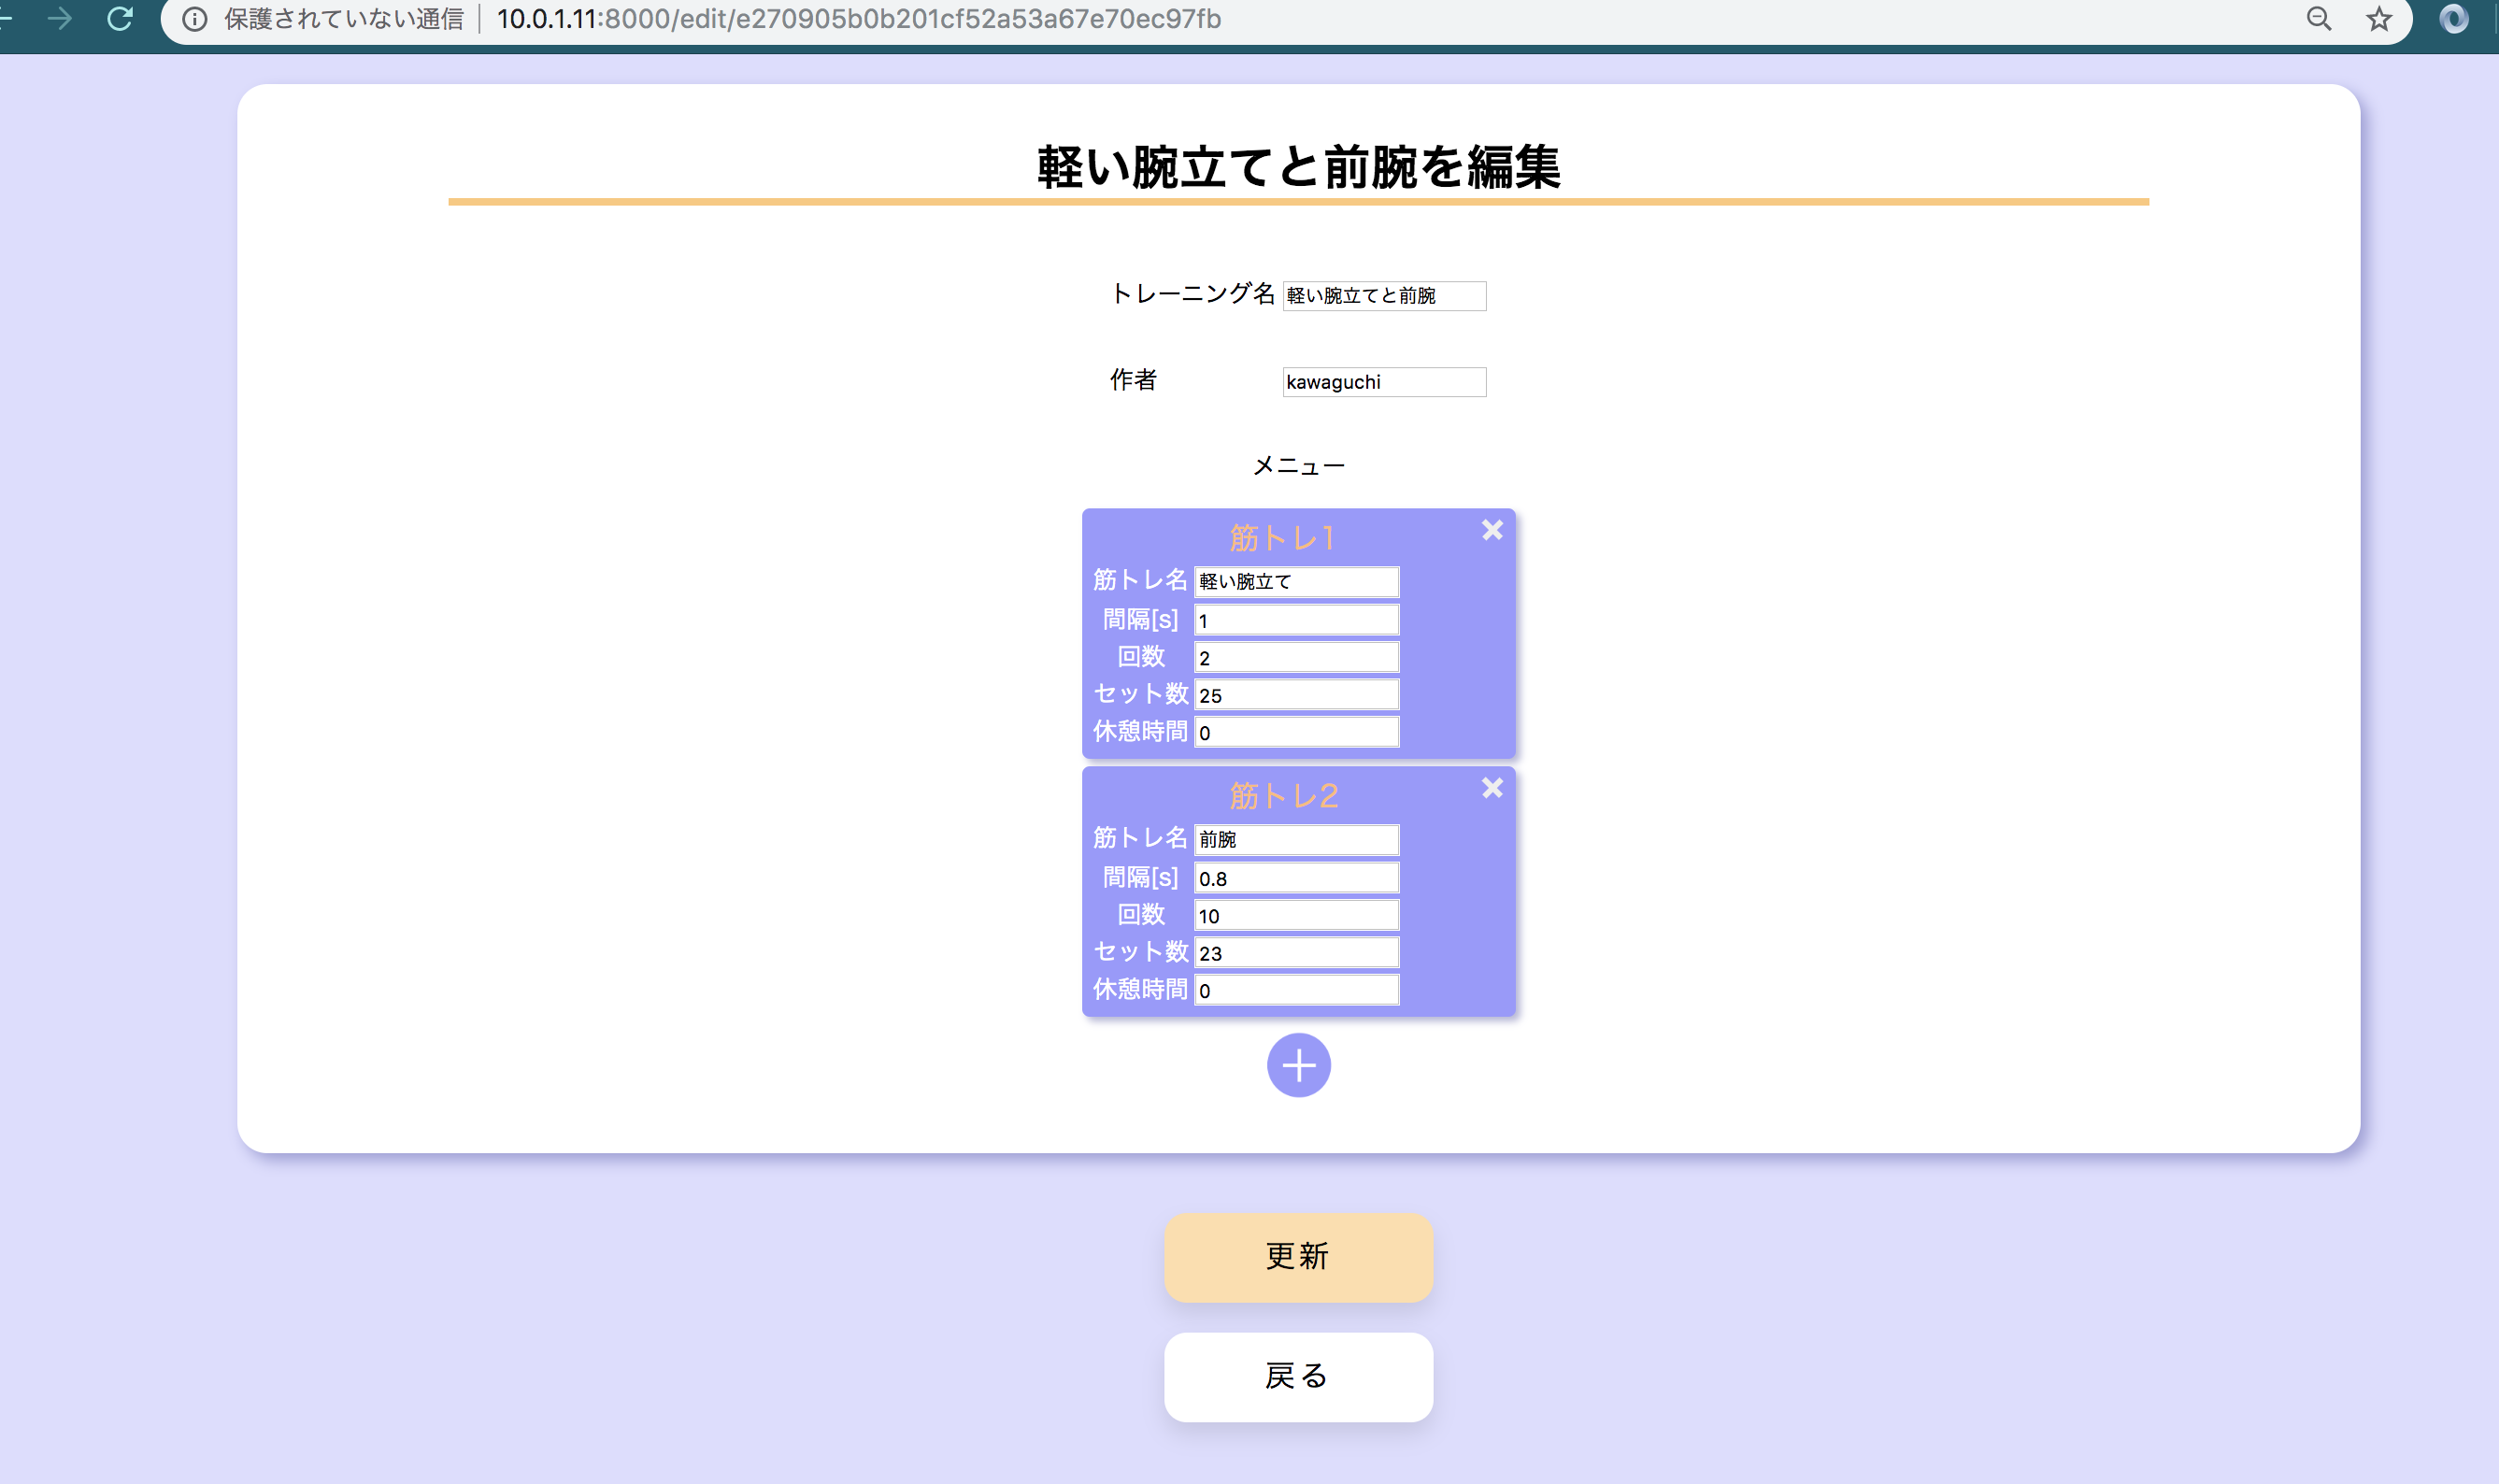 保護されていない通信 10.0.1.11:8000/edit/e270905b0b201cf52a53a67e70ec97fb
軽い腕立てと前腕を編集
トレーニング名 軽い腕立てと前腕
作者 kawaguchi
メニュー
筋トレ1
筋トレ名 軽い腕立て
間隔[s] 1
回数 2
セット数 25
休憩時間 0
筋トレ2
筋トレ名 前腕
間隔[s] 0.8
回数 10
セット数 23
休憩時間 0
更新
戻る